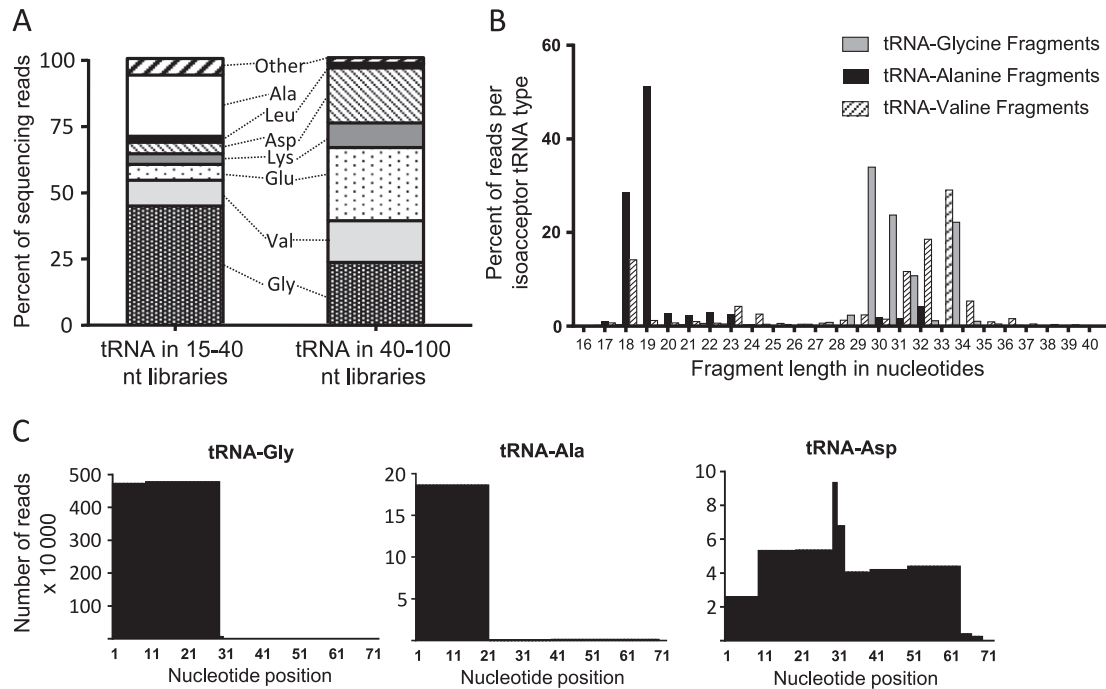 A
Percent of sequencing reads
100
75
50
25
0
Other
Ala
Leu
Asp
Lys
Glu
Val
Gly
tRNA in 15-40
nt libraries
tRNA in 40-100
nt libraries
B
Percent of reads per
isoacceptor tRNA type
60
40
20
0
tRNA-Glycine Fragments
tRNA-Alanine Fragments
tRNA-Valine Fragments
16 17 18 19 20 21 22 23 24 25 26 27 28 29 30 31 32 33 34 35 36 37 38 39 40
Fragment length in nucleotides
C
Number of reads
x 10 000
tRNA-Gly
500
400
300
200
100
1 11 21 31 41 51 61 71
Nucleotide position
tRNA-Ala
20
15
10
5
1 11 21 31 41 51 61 71
Nucleotide position
tRNA-Asp
10
8
6
4
2
1 11 21 31 41 51 61 71
Nucleotide position